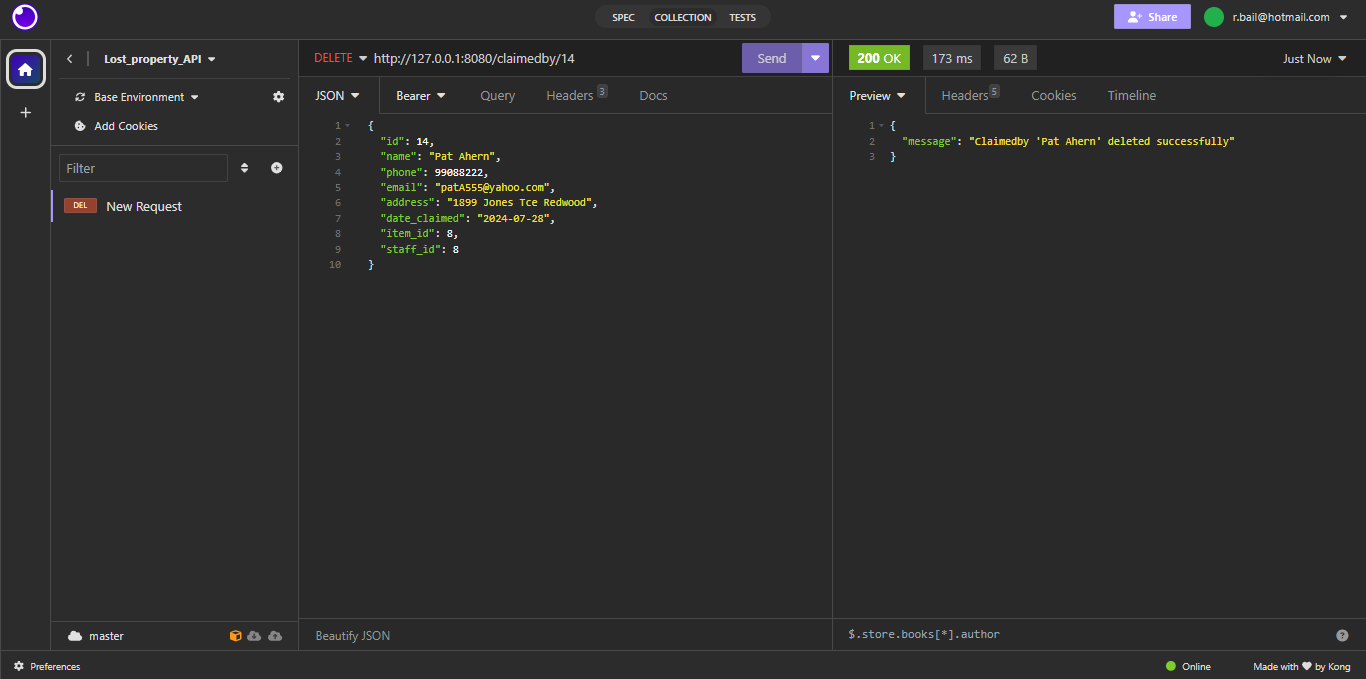 SPEC COLLECTION TESTS
Share
r.bail@hotmail.com
Lost_property_API
Base Environment
Add Cookies
Filter
DEL New Request
master
DELETE http://127.0.0.1:8080/claimedby/14
Send
JSON Bearer Query Headers 3 Docs
1 {
2 "id": 14,
3 "name": "Pat Ahern",
4 "phone": 99088222,
5 "email": "patA555@yahoo.com",
6 "address": "1899 Jones Tce Redwood",
7 "date_claimed": "2024-07-28",
8 "item_id": 8,
9 "staff_id": 8
10 }
Beautify JSON
200 OK 173 ms 62 B Just Now
Preview Headers 5 Cookies Timeline
1 {
2 "message": "Claimedby 'Pat Ahern' deleted successfully"
3 }
$.store.books[*].author
?
Preferences
Online
Made with ❤ by Kong